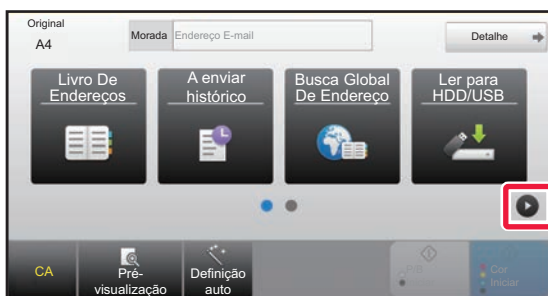 Original
A4
Morada
Endereço E-mail
Detalhe
Livro De
Endereços
A enviar
histórico
Busca Global
De Endereço
Ler para
HDD/USB
CA
Pré-
visualização
Definição
auto
P/B
Iniciar
Cor
Iniciar